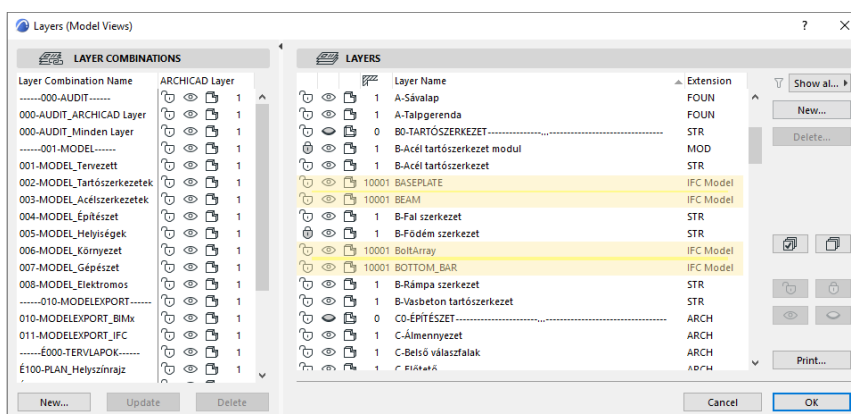 Layers (Model Views)
?
LAYER COMBINATIONS
Layer Combination Name ARCHICAD Layer
------000-AUDIT------ 1
000-AUDIT_ARCHICAD Layer 1
000-AUDIT_Minden Layer 1
------001-MODEL------ 1
001-MODEL_Tervezett 1
002-MODEL_Tartószerkezetek 1
003-MODEL_Acélszerkezetek 1
004-MODEL_Építészet 1
005-MODEL_Helyiségek 1
006-MODEL_Környezet 1
007-MODEL_Gépészet 1
008-MODEL_Elektromos 1
------010-MODELEXPORT------ 1
010-MODELEXPORT_BIMx 1
011-MODELEXPORT_IFC 1
------É000-TERVLAPOK------ 1
É100-PLAN_Helyszínrajz 1
New... Update Delete
LAYERS
Layer Name Extension
1 A-Sávalap FOUN
1 A-Talpgerenda FOUN
0 B0-TARTÓSZERKEZET------------------...---------------------------------- STR
1 B-Acél tartószerkezet modul MOD
1 B-Acél tartószerkezet STR
10001 BASEPLATE IFC Model
10001 BEAM IFC Model
1 B-Fal szerkezet STR
1 B-Födém szerkezet STR
10001 BoltArray IFC Model
10001 BOTTOM_BAR IFC Model
1 B-Rámpa szerkezet STR
1 B-Vasbeton tartószerkezet STR
0 C0-ÉPÍTÉSZET--------------------------...------------------------------------- ARCH
1 C-Álmennyezet ARCH
1 C-Belső válaszfalak ARCH
1 C-Előtető ARCH
Show al...
New...
Delete...
Print...
Cancel OK